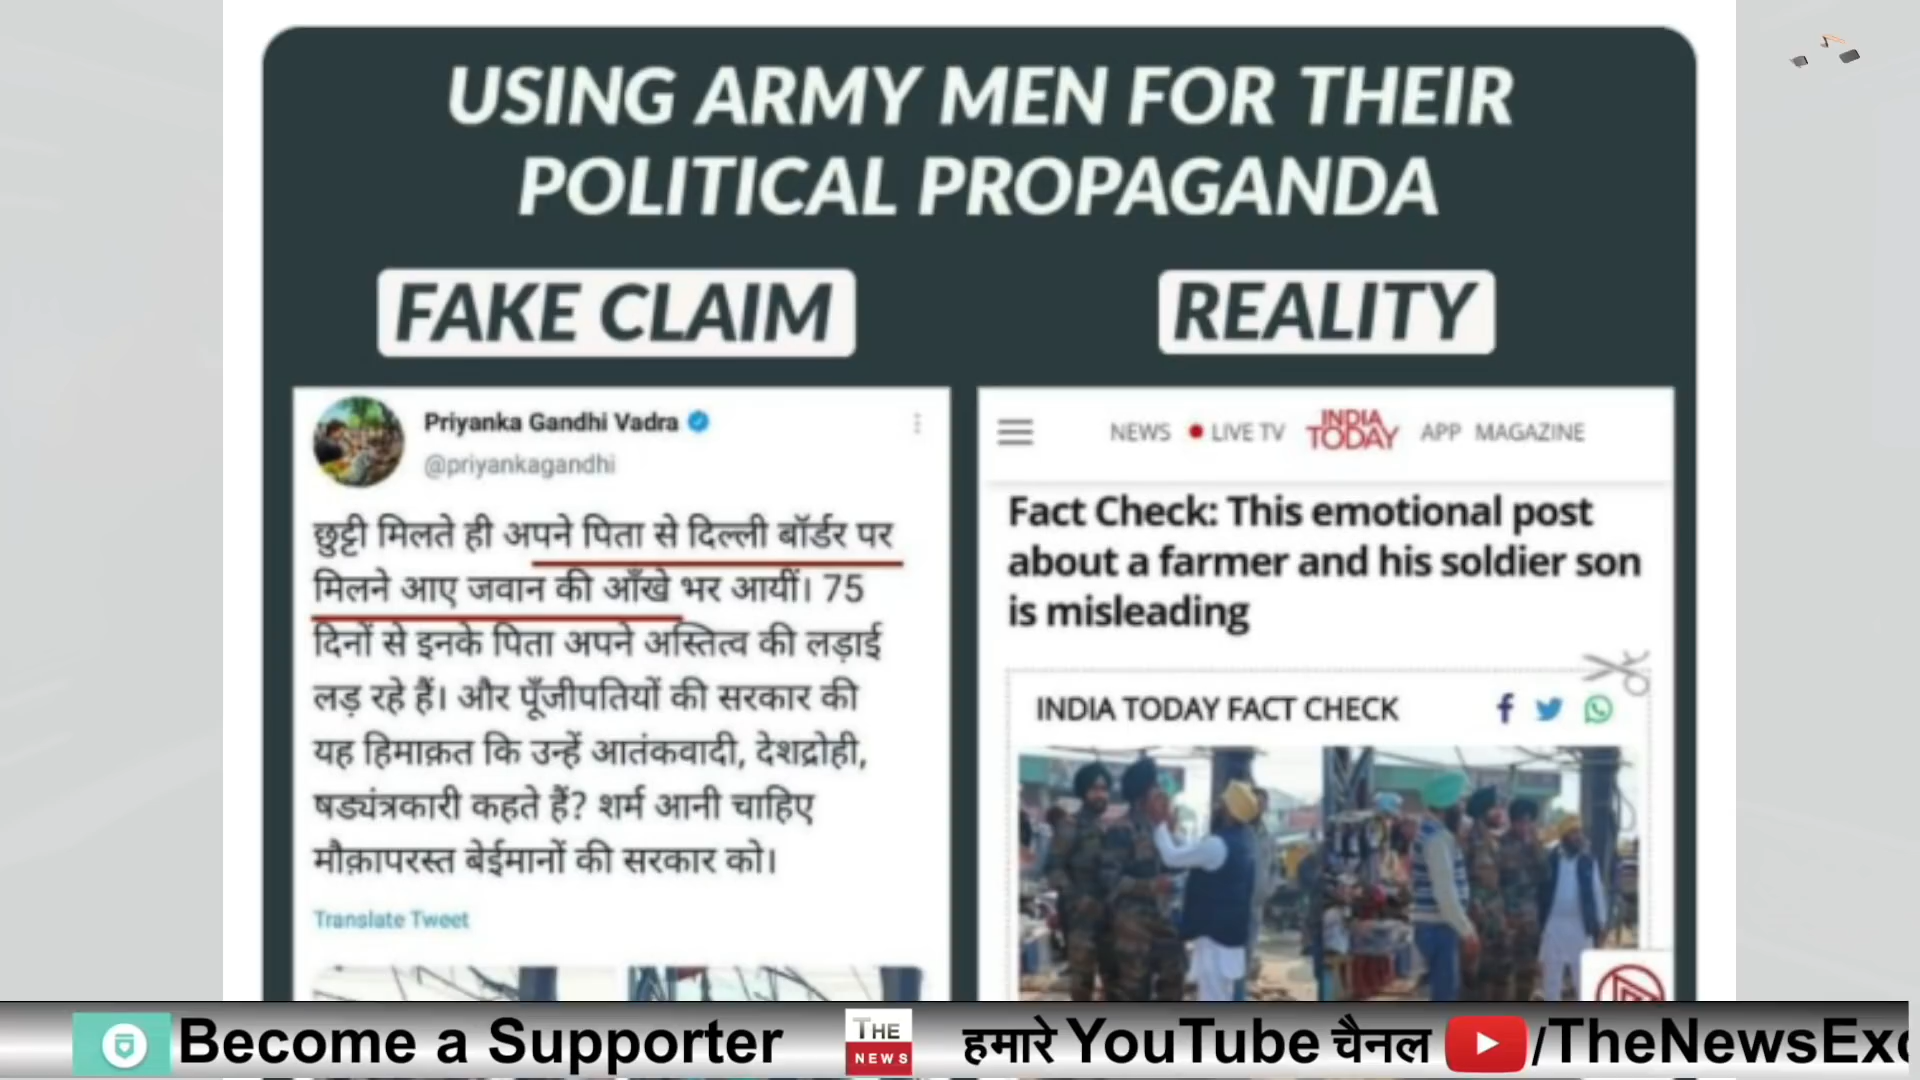 USING ARMY MEN FOR THEIR
POLITICAL PROPAGANDA
FAKE CLAIM
REALITY
Priyanka Gandhi Vadra
@priyankagandhi
छुट्टी मिलते ही अपने पिता से दिल्ली बॉर्डर पर
मिलने आए जवान की आँखे भर आयीं। 75
दिनों से इनके पिता अपने अस्तित्व की लड़ाई
लड़ रहे हैं। और पूँजीपतियों की सरकार की
यह हिमाक़त कि उन्हें आतंकवादी, देशद्रोही,
षड्यंत्रकारी कहते हैं? शर्म आनी चाहिए
मौक़ापरस्त बेईमानों की सरकार को।
Translate Tweet
NEWS LIVE TV INDIA TODAY APP MAGAZINE
Fact Check: This emotional post
about a farmer and his soldier son
is misleading
INDIA TODAY FACT CHECK
Become a Supporter THE NEWS हमारे YouTube चैनल /TheNewsExc